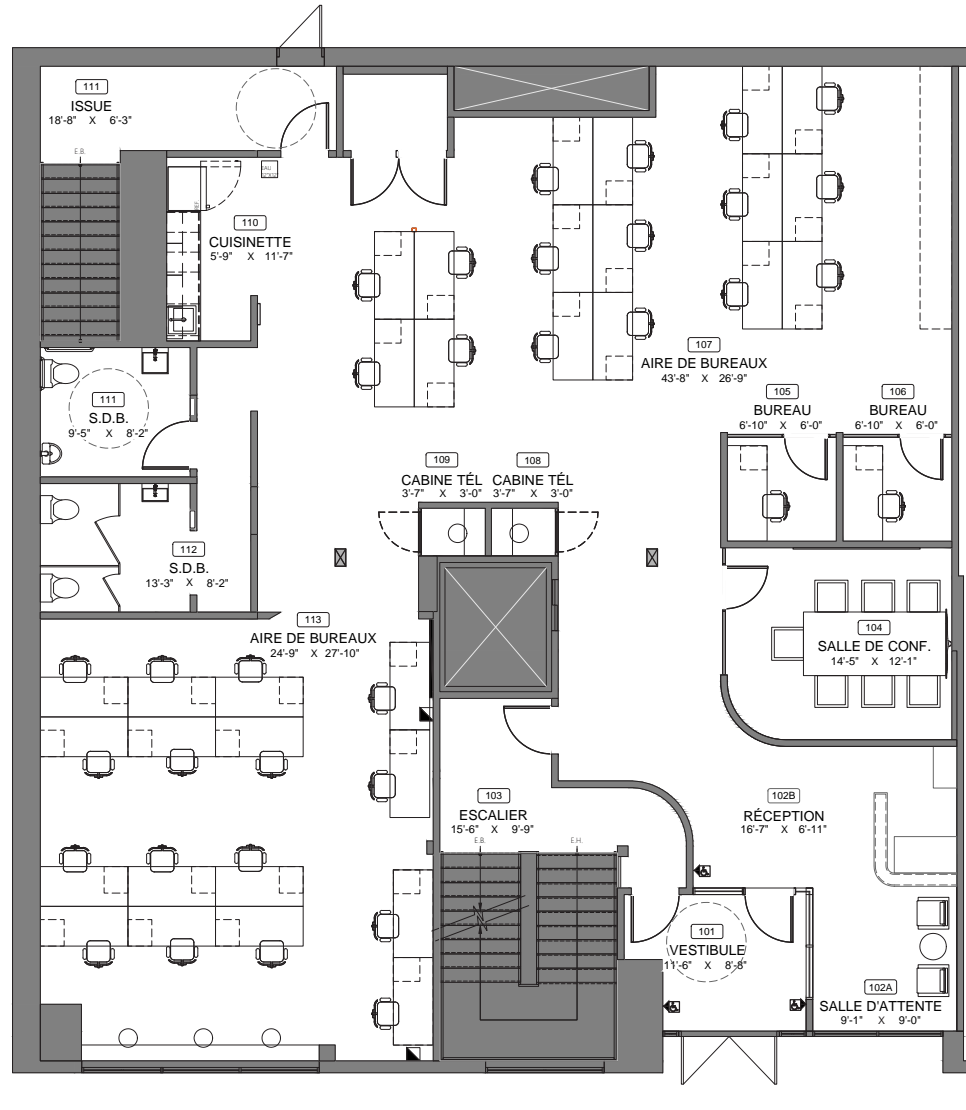 111
ISSUE
18'-8" X 6'-3"
E.B.
110
CUISINETTE
5'-9" X 11'-7"
107
AIRE DE BUREAUX
43'-8" X 26'-9"
111
S.D.B.
9'-5" X 8'-2"
105
BUREAU
6'-10" X 6'-0"
106
BUREAU
6'-10" X 6'-0"
109
CABINE TÉL
3'-7" X 3'-0"
108
CABINE TÉL
3'-7" X 3'-0"
112
S.D.B.
13'-3" X 8'-2"
113
AIRE DE BUREAUX
24'-9" X 27'-10"
104
SALLE DE CONF.
14'-5" X 12'-1"
103
ESCALIER
15'-6" X 9'-9"
E.B.
E.H.
102B
RÉCEPTION
16'-7" X 6'-11"
101
VESTIBULE
11'-6" X 8'-8"
102A
SALLE D'ATTENTE
9'-1" X 9'-0"